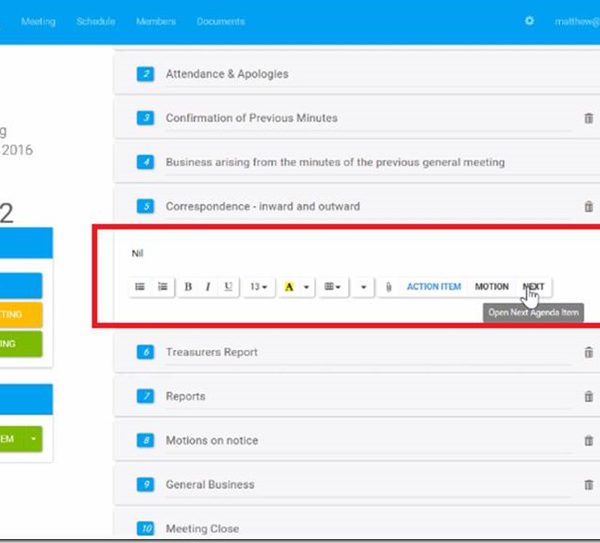 Meeting Schedule Members Documents matthew@
2 Attendance & Apologies
g
3 Confirmation of Previous Minutes
2016
4 Business arising from the minutes of the previous general meeting
2
5 Correspondence - inward and outward
Nil
B I U 13 A ACTION ITEM MOTION NEXT
TING
Open Next Agenda Item
ING
6 Treasurers Report
7 Reports
EM
8 Motions on notice
9 General Business
10 Meeting Close